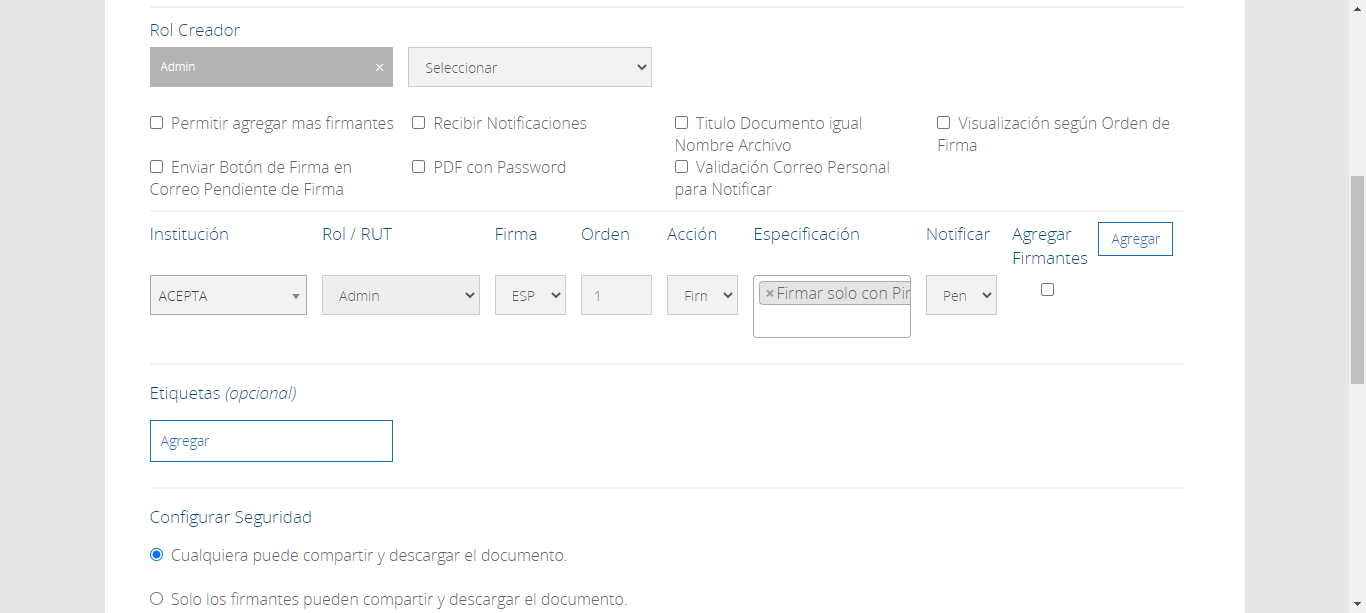 Rol Creador
Admin × Seleccionar
Permitir agregar mas firmantes
Recibir Notificaciones
Titulo Documento igual
Nombre Archivo
Visualización según Orden de
Firma
Enviar Botón de Firma en
Correo Pendiente de Firma
PDF con Password
Validación Correo Personal
para Notificar
Institución Rol / RUT Firma Orden Acción Especificación Notificar Agregar
Firmantes
Agregar
ACEPTA Admin ESP 1 Firn ×Firmar solo con Pin Pen
Etiquetas (opcional)
Agregar
Configurar Seguridad
Cualquiera puede compartir y descargar el documento.
Solo los firmantes pueden compartir y descargar el documento.